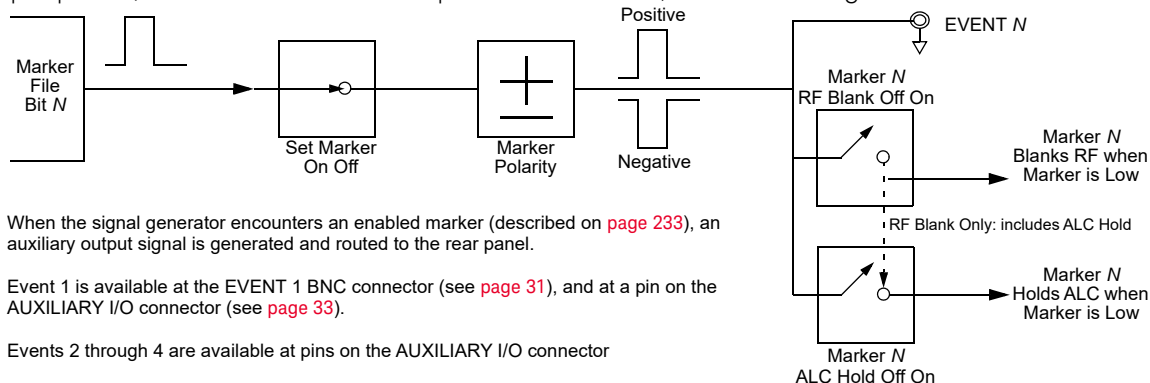 Positive
EVENT N
Marker
File
Bit N
Marker N
RF Blank Off On
Set Marker
On Off
Marker
Polarity
Negative
Marker N
Blanks RF when
Marker is Low
When the signal generator encounters an enabled marker (described on page 233), an
auxiliary output signal is generated and routed to the rear panel.
RF Blank Only: includes ALC Hold
Event 1 is available at the EVENT 1 BNC connector (see page 31), and at a pin on the
AUXILIARY I/O connector (see page 33).
Marker N
Holds ALC when
Marker is Low
Events 2 through 4 are available at pins on the AUXILIARY I/O connector
Marker N
ALC Hold Off On